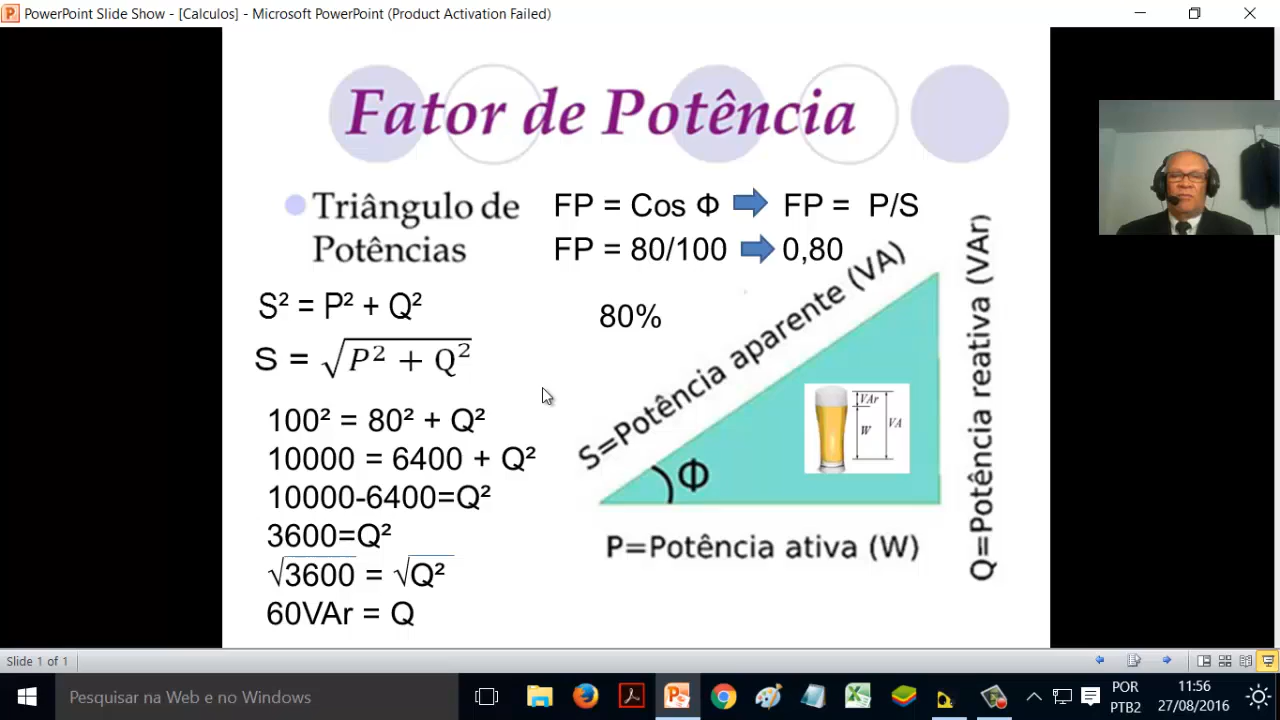 PowerPoint Slide Show - [Calculos] - Microsoft PowerPoint (Product Activation Failed)
Fator de Potência
Triângulo de
Potências
FP = Cos Φ FP = P/S
FP = 80/100 0,80
80%
S² = P² + Q²
S = √P² + Q²
100² = 80² + Q²
10000 = 6400 + Q²
10000-6400=Q²
3600=Q²
√3600 = √Q²
60VAr = Q
S=Potência aparente (VA)
Q=Potência reativa (VAr)
VAr
W
VA
Φ
P=Potência ativa (W)
Slide 1 of 1
Pesquisar na Web e no Windows
POR
PTB2
11:56
27/08/2016